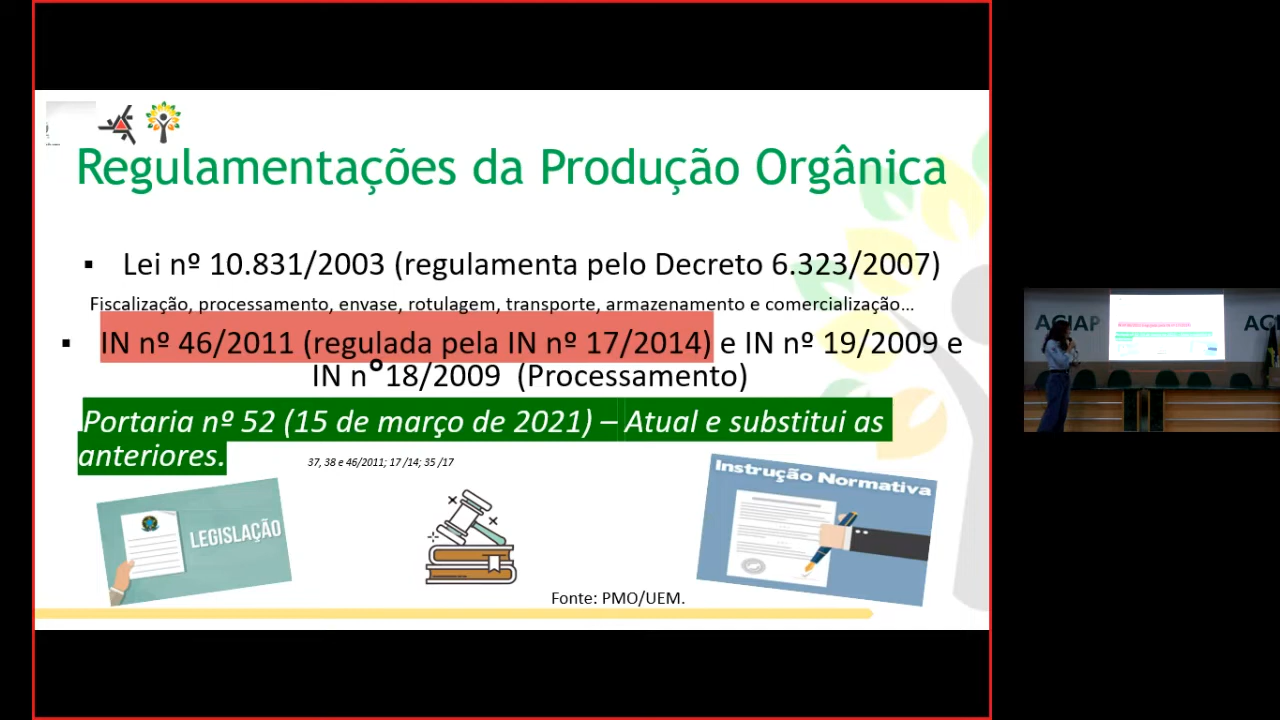 Regulamentações da Produção Orgânica
▪ Lei nº 10.831/2003 (regulamenta pelo Decreto 6.323/2007)
Fiscalização, processamento, envase, rotulagem, transporte, armazenamento e comercialização...
▪ IN nº 46/2011 (regulada pela IN nº 17/2014) e IN nº 19/2009 e
IN n°18/2009 (Processamento)
Portaria nº 52 (15 de março de 2021) – Atual e substitui as
anteriores.
37, 38 e 46/2011; 17 /14; 35 /17
LEGISLAÇÃO
Instrução Normativa
Fonte: PMO/UEM.